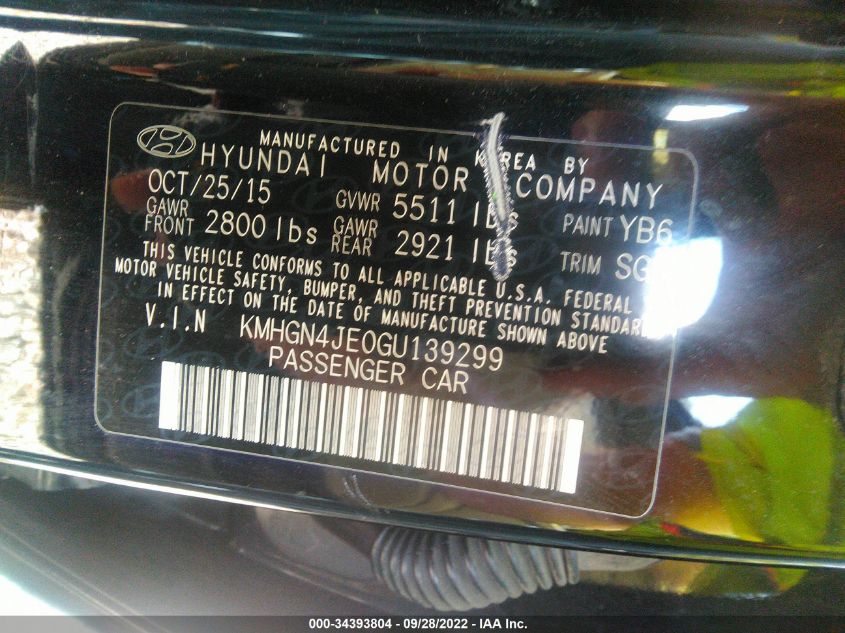 MANUFACTURED IN KOREA BY
HYUNDAI MOTOR COMPANY
OCT/25/15 GVWR 5511 lbs PAINT YB6
GAWR FRONT 2800 lbs GAWR REAR 2921 lbs TRIM
THIS VEHICLE CONFORMS TO ALL APPLICABLE U.S.A. FEDERAL
MOTOR VEHICLE SAFETY, BUMPER, AND THEFT PREVENTION STANDARDS
IN EFFECT ON THE DATE OF MANUFACTURE SHOWN ABOVE
V.I.N KMHGN4JE0GU139299
PASSENGER CAR
000-34393804 - 09/28/2022 - IAA Inc.